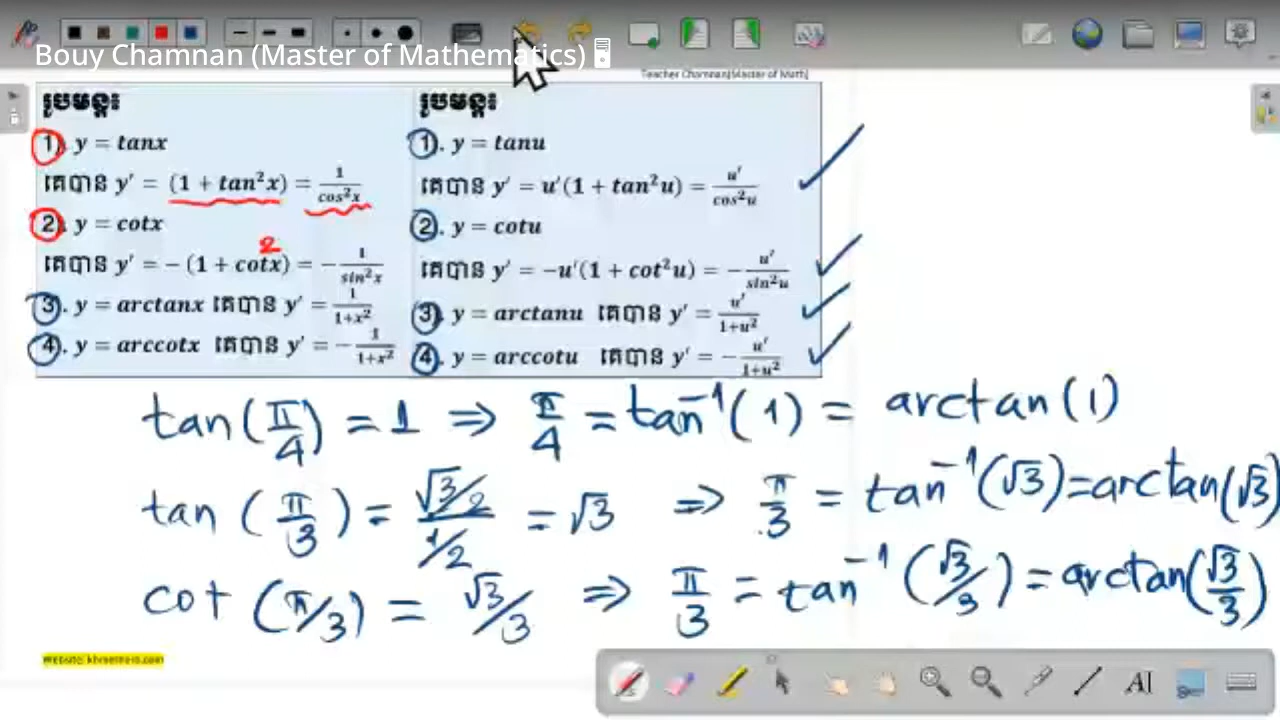 Bouy Chamnan (Master of Mathematics)
Teacher Chamnan[Master of Math]
រូបមន្ត៖
1. y = tanx
គេបាន y' = (1 + tan²x) = 1/cos²x
2. y = cotx
2
គេបាន y' = − (1 + cotx) = − 1/sin²x
3. y = arctanx គេបាន y' = 1/1+x²
4. y = arccotx គេបាន y' = − 1/1+x²
រូបមន្ត៖
1. y = tanu
គេបាន y' = u'(1 + tan²u) = u'/cos²u
2. y = cotu
គេបាន y' = −u'(1 + cot²u) = − u'/sin²u
3. y = arctanu គេបាន y' = u'/1+u²
4. y = arccotu គេបាន y' = − u'/1+u²
tan(π/4) = 1 ⇒ π/4 = tan⁻¹(1) = arctan(1)
tan(π/3) = √3/2 / 1/2 = √3 ⇒ π/3 = tan⁻¹(√3) = arctan(√3)
cot(π/3) = √3/3 ⇒ π/3 = tan⁻¹(√3/3) = arctan(√3/3)
AI